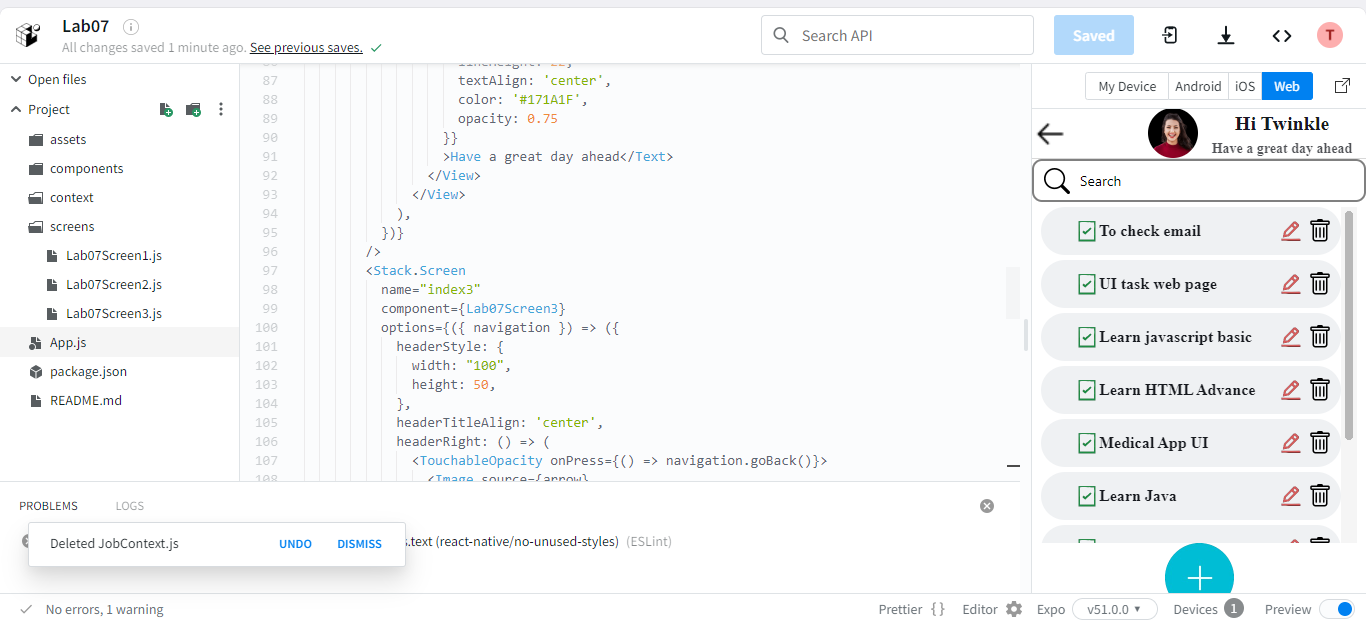 Lab07
All changes saved 1 minute ago. See previous saves.
Search API
Saved
T
Open files
Project
assets
components
context
screens
Lab07Screen1.js
Lab07Screen2.js
Lab07Screen3.js
App.js
package.json
README.md
87 textAlign: 'center',
88 color: '#171A1F',
89 opacity: 0.75
90 }}
91 >Have a great day ahead</Text>
92 </View>
93 </View>
94 ),
95 })}
96 />
97 <Stack.Screen
98 name="index3"
99 component={Lab07Screen3}
100 options={({ navigation }) => ({
101 headerStyle: {
102 width: "100",
103 height: 50,
104 },
105 headerTitleAlign: 'center',
106 headerRight: () => (
107 <TouchableOpacity onPress={() => navigation.goBack()}>
108 <Image source={arrow}
My Device Android iOS Web
Hi Twinkle
Have a great day ahead
Search
To check email
UI task web page
Learn javascript basic
Learn HTML Advance
Medical App UI
Learn Java
PROBLEMS LOGS
Deleted JobContext.js UNDO DISMISS
.text (react-native/no-unused-styles) (ESLint)
No errors, 1 warning
Prettier {} Editor Expo v51.0.0 Devices 1 Preview